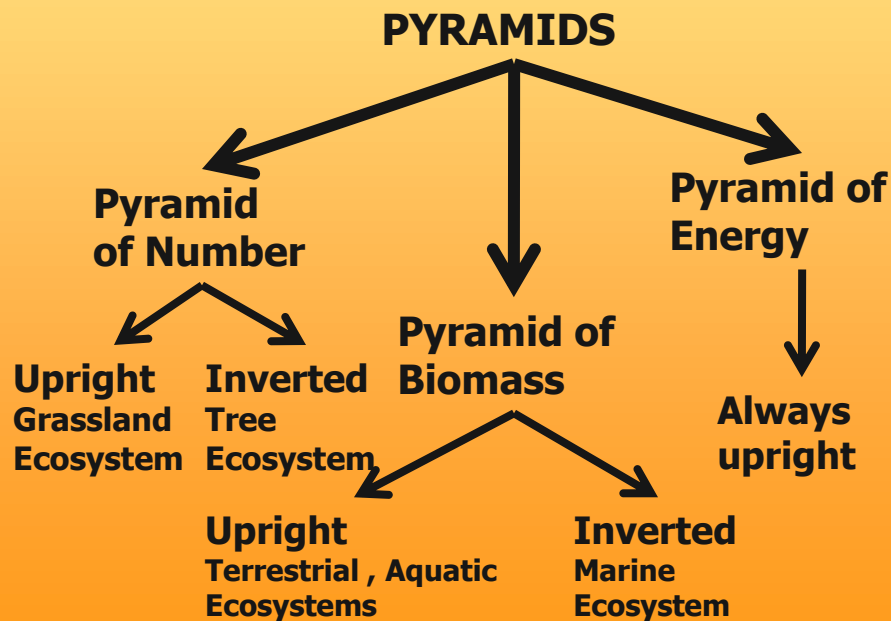 PYRAMIDS
Pyramid
of Number
Upright
Grassland
Ecosystem
Inverted
Tree
Ecosystem
Pyramid of
Biomass
Upright
Terrestrial , Aquatic
Ecosystems
Inverted
Marine
Ecosystem
Pyramid of
Energy
Always
upright